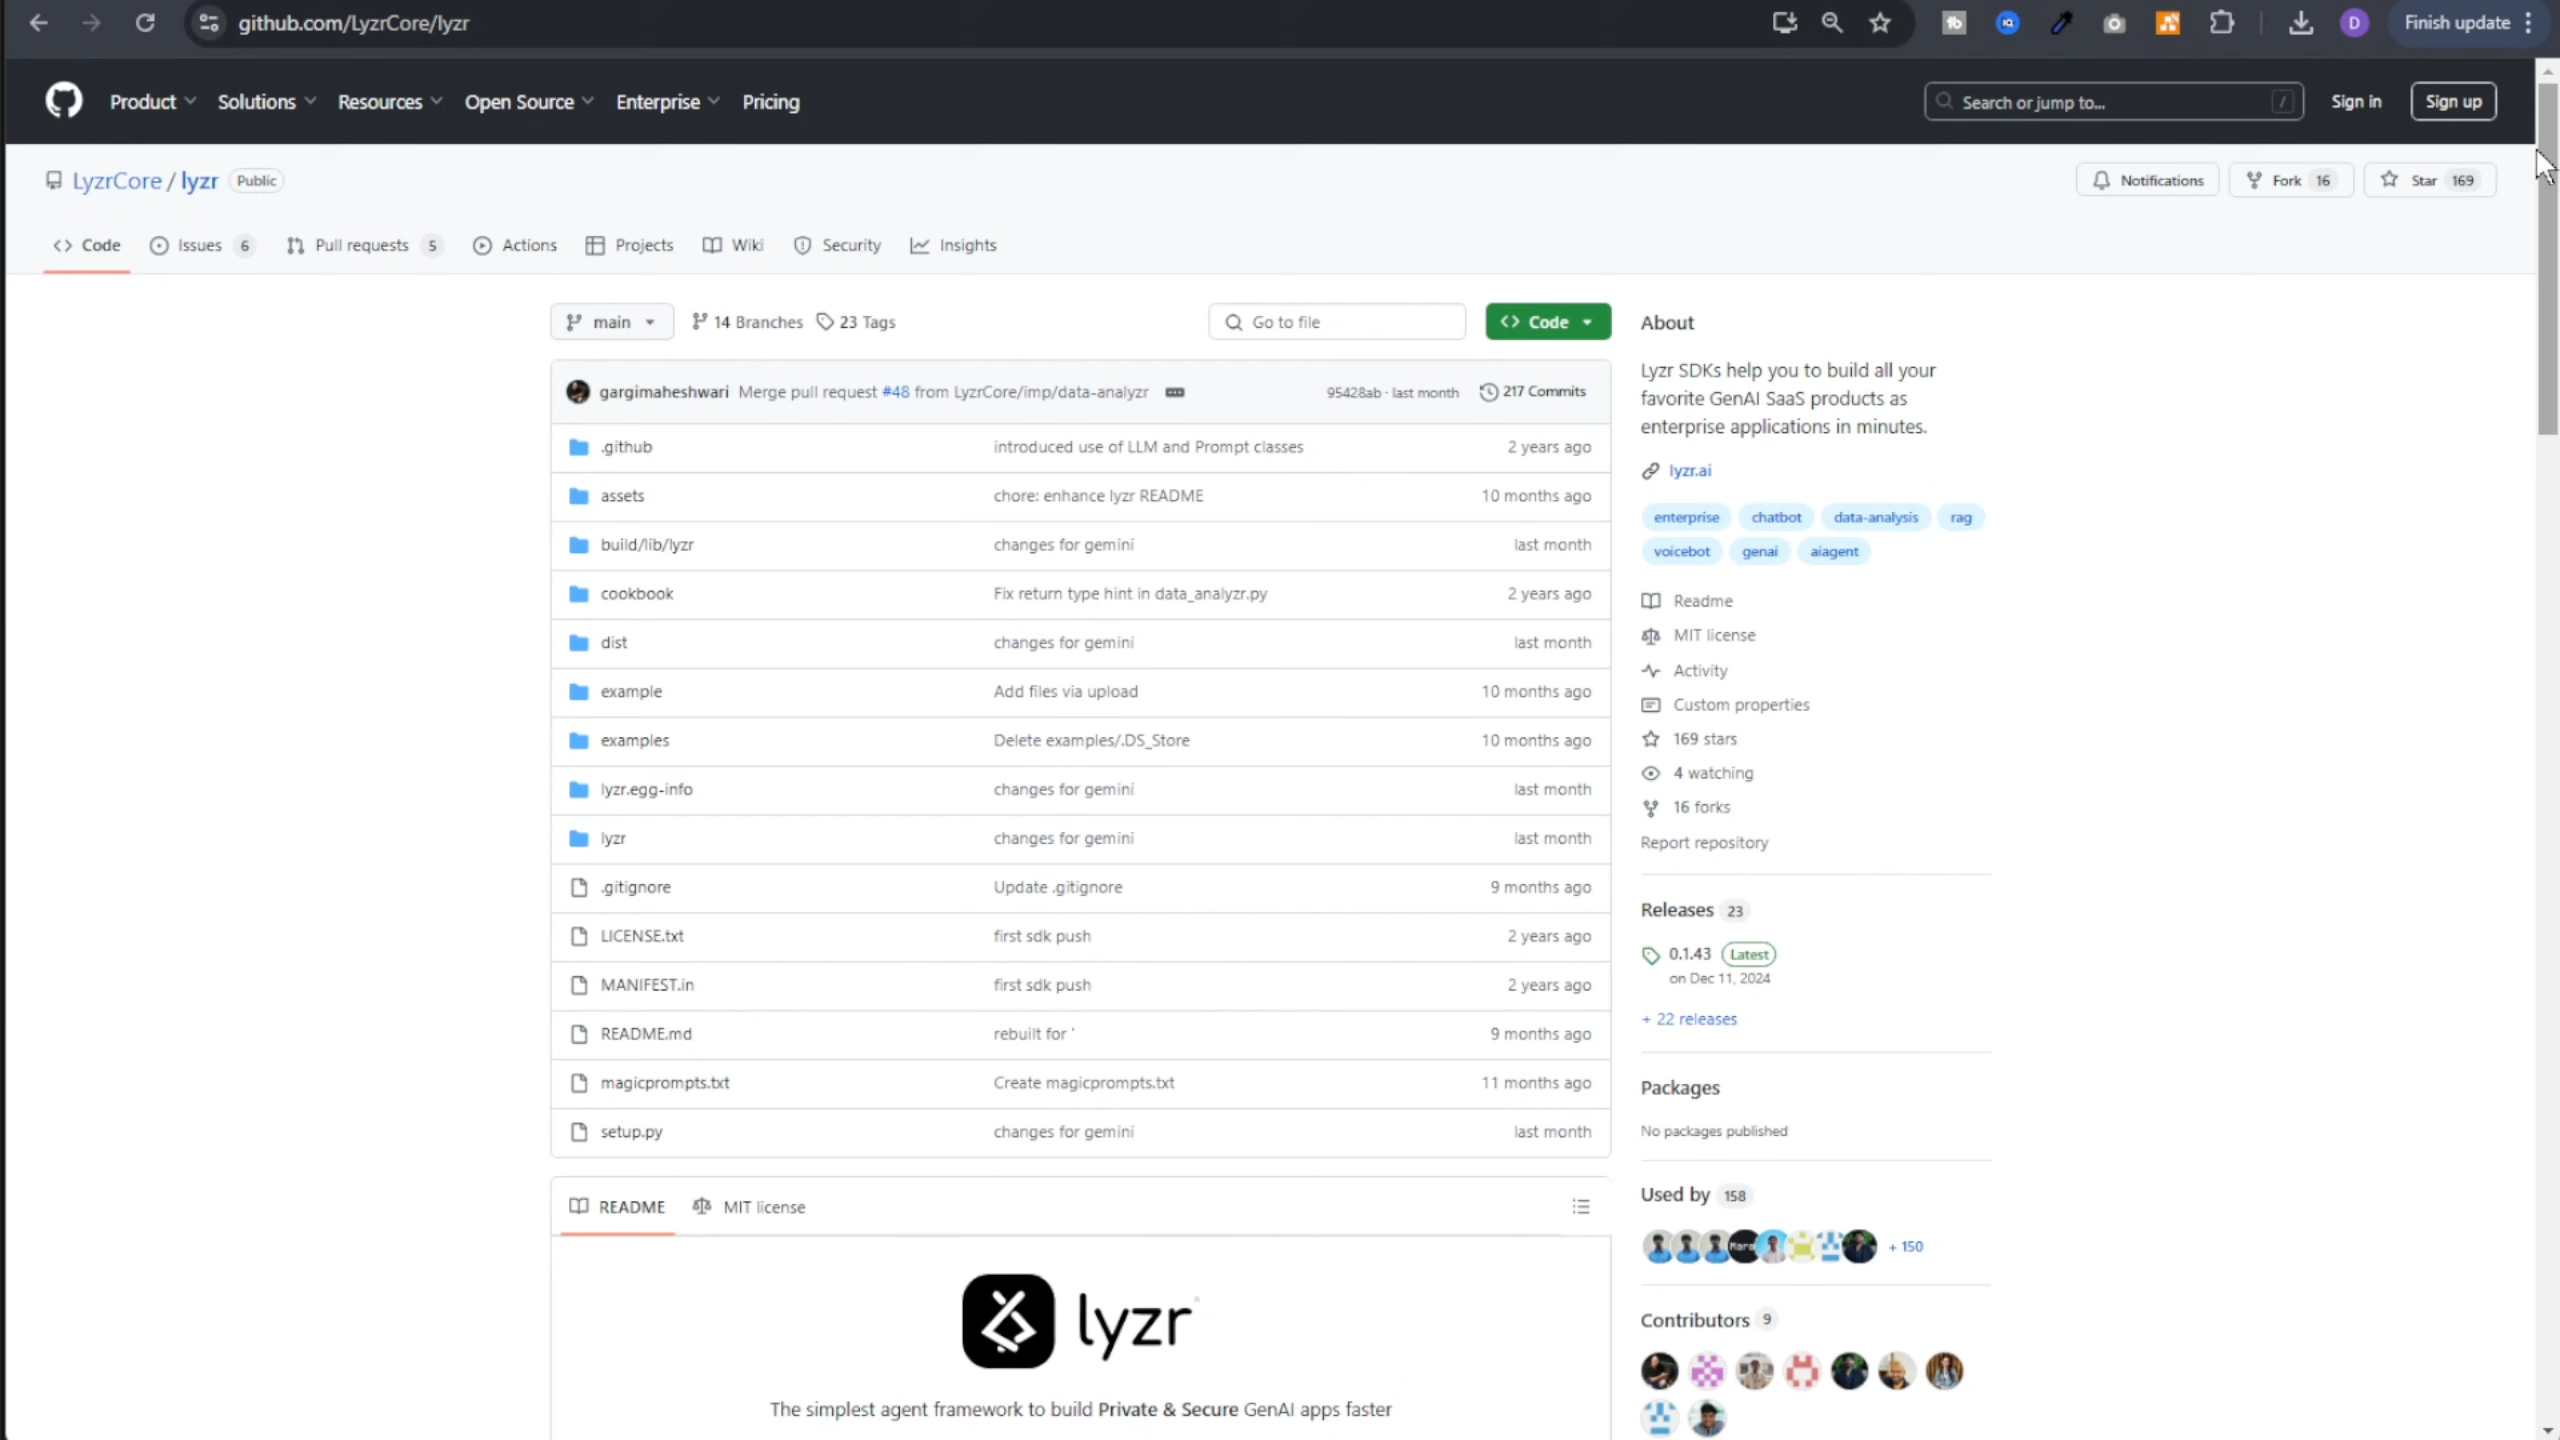 github.com/LyzrCore/lyzr
Finish update
D
Product
Solutions
Resources
Open Source
Enterprise
Pricing
Search or jump to...
/
Sign in
Sign up
LyzrCore / lyzr Public
Notifications
Fork 16
Star 169
Code
Issues 6
Pull requests 5
Actions
Projects
Wiki
Security
Insights
main
14 Branches
23 Tags
Go to file
Code
gargimaheshwari Merge pull request #48 from LyzrCore/imp/data-analyzr
95428ab · last month
217 Commits
.github introduced use of LLM and Prompt classes 2 years ago
assets chore: enhance lyzr README 10 months ago
build/lib/lyzr changes for gemini last month
cookbook Fix return type hint in data_analyzr.py 2 years ago
dist changes for gemini last month
example Add files via upload 10 months ago
examples Delete examples/.DS_Store 10 months ago
lyzr.egg-info changes for gemini last month
lyzr changes for gemini last month
.gitignore Update .gitignore 9 months ago
LICENSE.txt first sdk push 2 years ago
MANIFEST.in first sdk push 2 years ago
README.md rebuilt for ' 9 months ago
magicprompts.txt Create magicprompts.txt 11 months ago
setup.py changes for gemini last month
README
MIT license
lyzr
The simplest agent framework to build Private & Secure GenAI apps faster
About
Lyzr SDKs help you to build all your
favorite GenAI SaaS products as
enterprise applications in minutes.
lyzr.ai
enterprise chatbot data-analysis rag
voicebot genai aiagent
Readme
MIT license
Activity
Custom properties
169 stars
4 watching
16 forks
Report repository
Releases 23
0.1.43 Latest
on Dec 11, 2024
+ 22 releases
Packages
No packages published
Used by 158
+ 150
Contributors 9